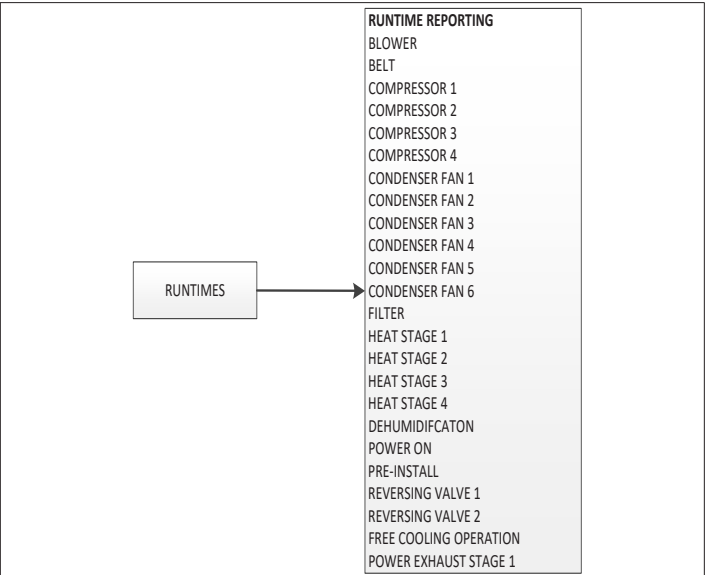 RUNTIME REPORTING
BLOWER
BELT
COMPRESSOR 1
COMPRESSOR 2
COMPRESSOR 3
COMPRESSOR 4
CONDENSER FAN 1
CONDENSER FAN 2
CONDENSER FAN 3
CONDENSER FAN 4
CONDENSER FAN 5
RUNTIMES
CONDENSER FAN 6
FILTER
HEAT STAGE 1
HEAT STAGE 2
HEAT STAGE 3
HEAT STAGE 4
DEHUMIDIFCATON
POWER ON
PRE-INSTALL
REVERSING VALVE 1
REVERSING VALVE 2
FREE COOLING OPERATION
POWER EXHAUST STAGE 1